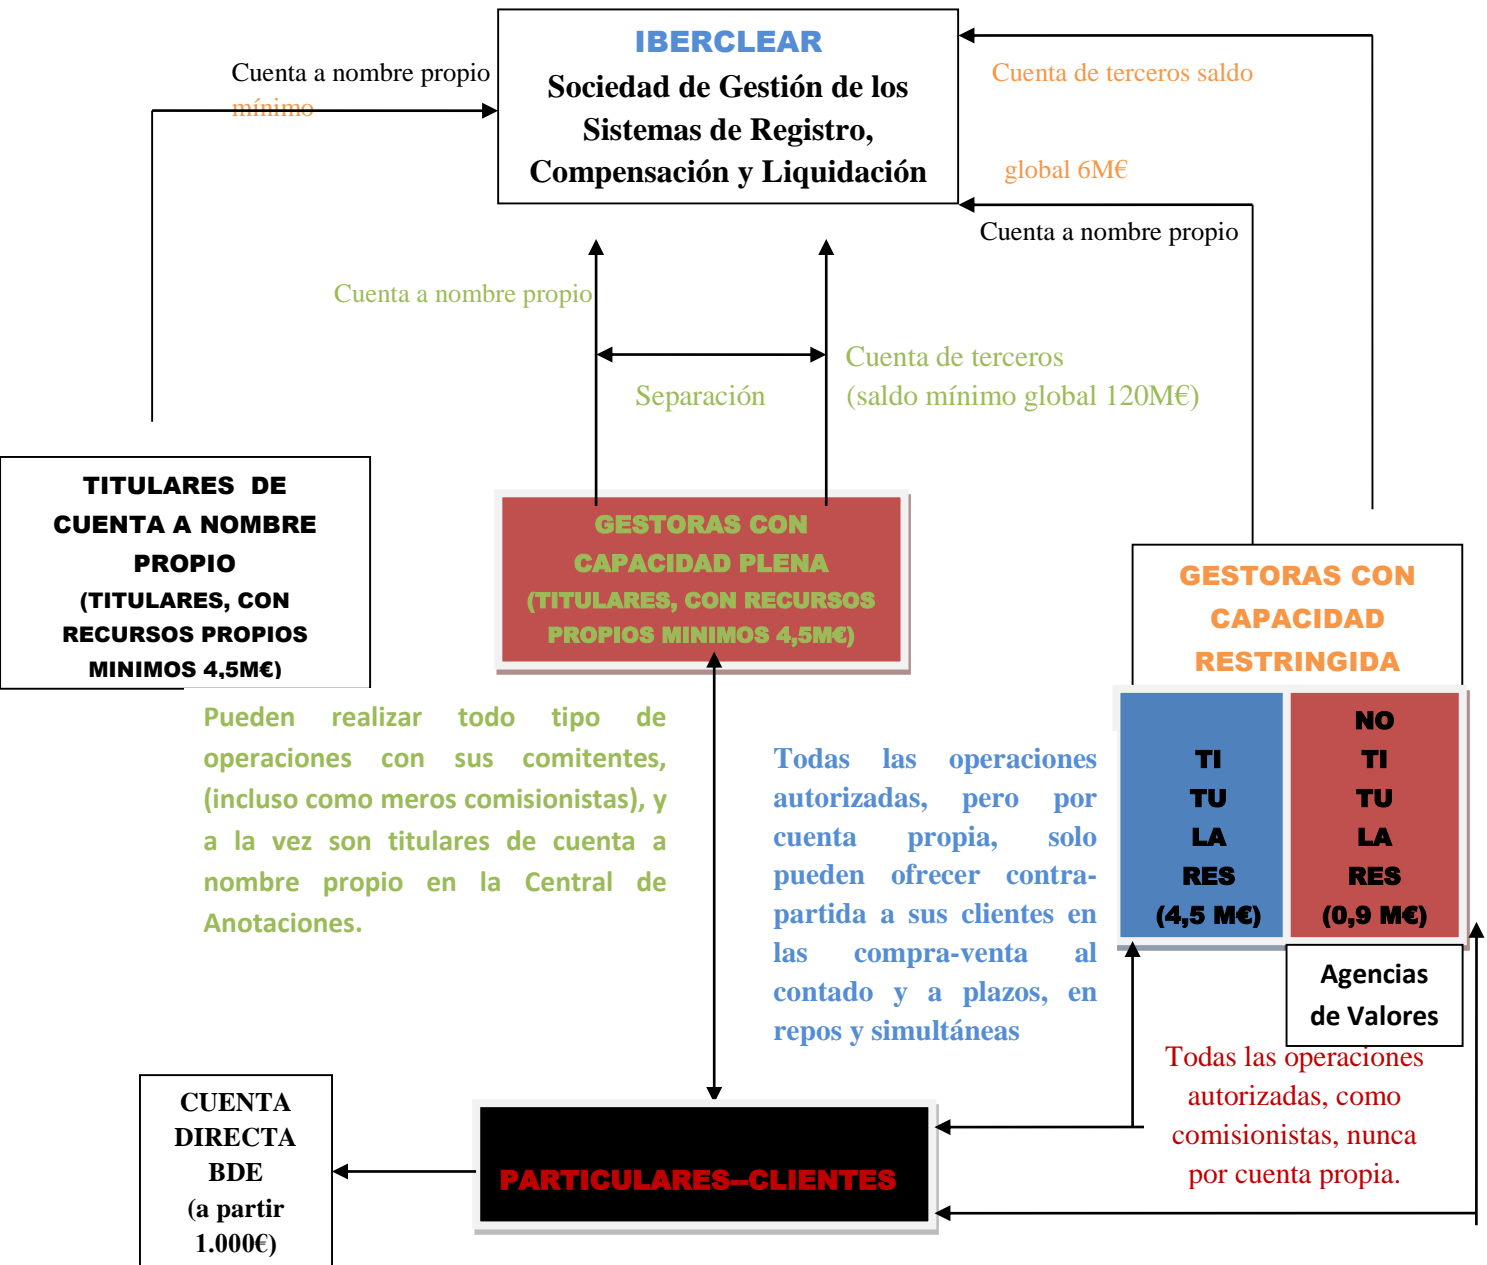 IBERCLEAR
Sociedad de Gestión de los
Sistemas de Registro,
Compensación y Liquidación
Cuenta a nombre propio
mínimo
Cuenta de terceros saldo
global 6M€
Cuenta a nombre propio
Cuenta a nombre propio
Separación
Cuenta de terceros
(saldo mínimo global 120M€)
TITULARES DE
CUENTA A NOMBRE
PROPIO
(TITULARES, CON
RECURSOS PROPIOS
MINIMOS 4,5M€)
GESTORAS CON
CAPACIDAD PLENA
(TITULARES, CON RECURSOS
PROPIOS MINIMOS 4,5M€)
GESTORAS CON
CAPACIDAD
RESTRINGIDA
TI
TU
LA
RES
(4,5 M€)
NO
TI
TU
LA
RES
(0,9 M€)
Agencias
de Valores
Pueden realizar todo tipo de
operaciones con sus comitentes,
(incluso como meros comisionistas), y
a la vez son titulares de cuenta a
nombre propio en la Central de
Anotaciones.
Todas las operaciones
autorizadas, pero por
cuenta propia, solo
pueden ofrecer contra-
partida a sus clientes en
las compra-venta al
contado y a plazos, en
repos y simultáneas
Todas las operaciones
autorizadas, como
comisionistas, nunca
por cuenta propia.
CUENTA
DIRECTA
BDE
(a partir
1.000€)
PARTICULARES–CLIENTES